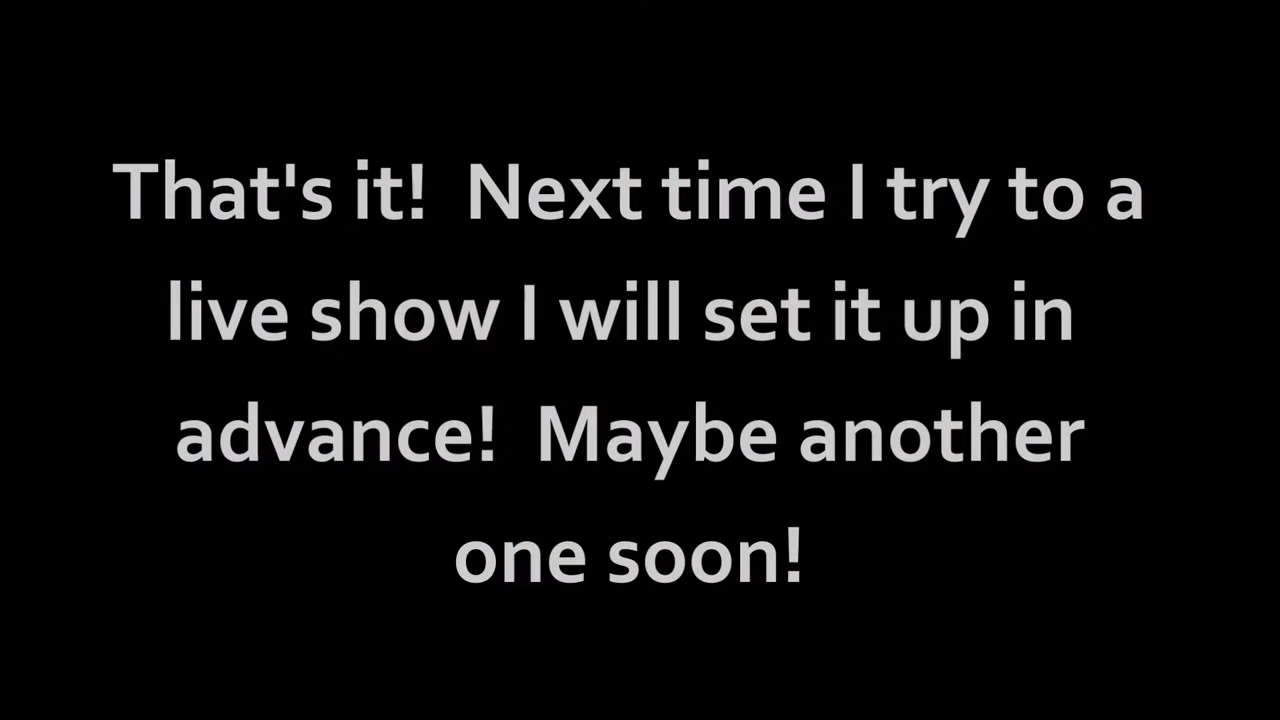 That's it!  Next time I try to a
live show I will set it up in
advance!  Maybe another
one soon!